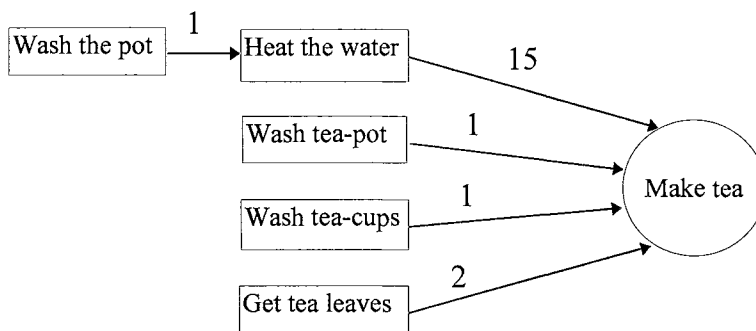 Wash the pot
1
Heat the water
15
Wash tea-pot
1
Make tea
Wash tea-cups
1
Get tea leaves
2